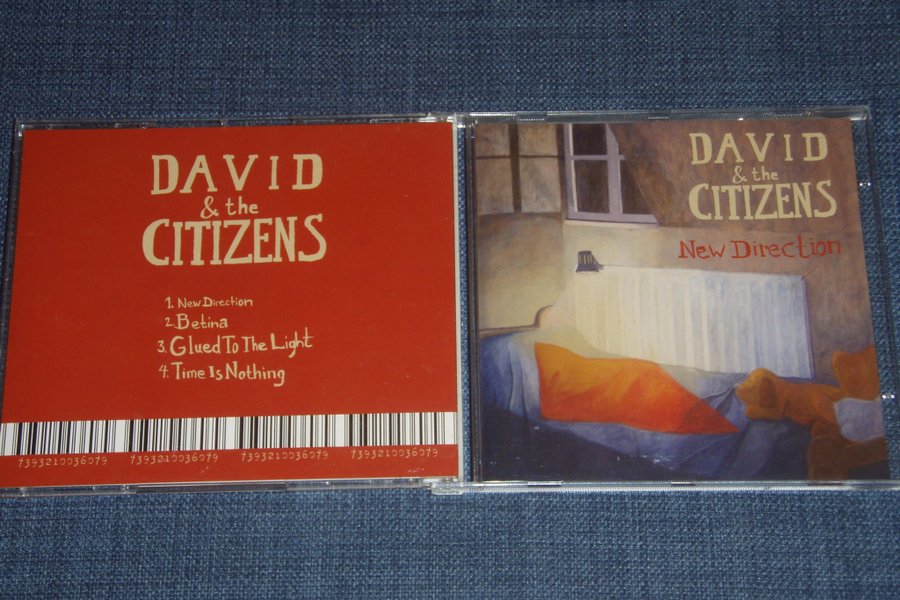 DAVID
& the
CITIZENS
1. New Direction
2. Betina
3. Glued To The Light
4. Time Is Nothing
7393210036079 7393210036079 7393210036079 7393210036079
DAVID
& the
CITIZENS
New Direction